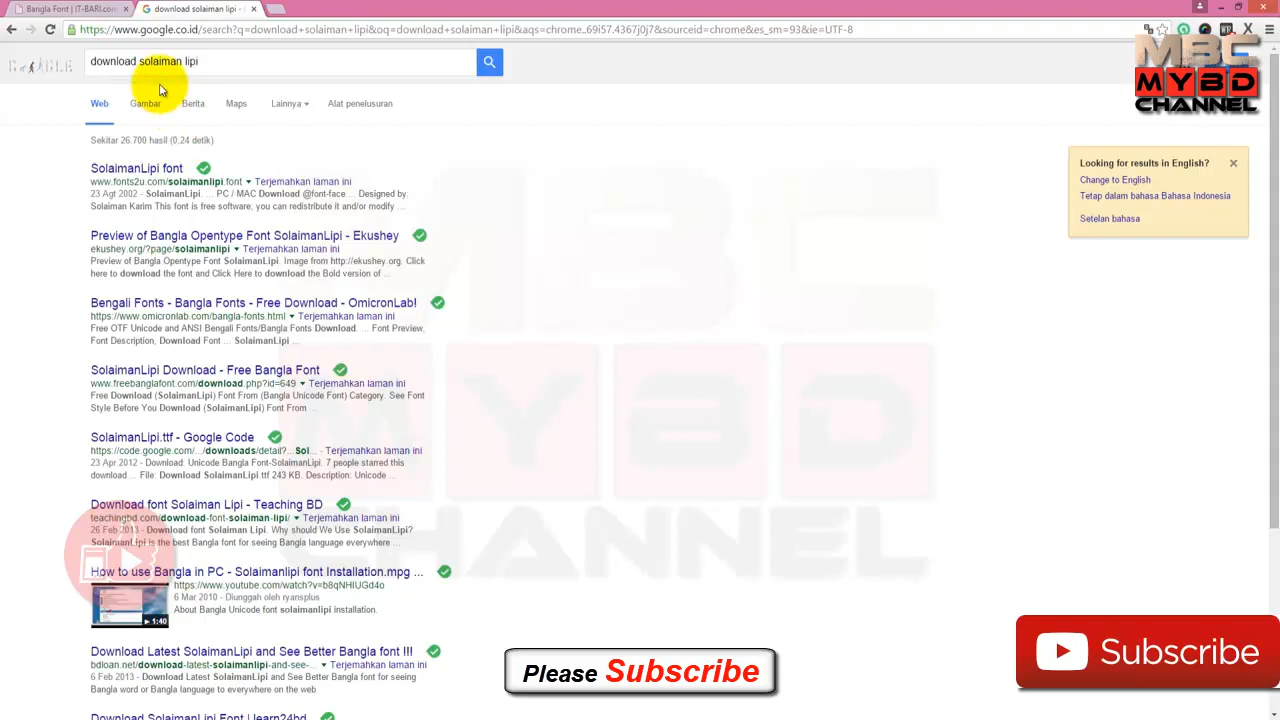 Bangla Font | IT-BARI.com
download solaiman lipi -
https://www.google.co.id/search?q=download+solaiman+lipi&oq=download+solaiman+lipi&aqs=chrome..69i57.4367j0j7&sourceid=chrome&es_sm=93&ie=UTF-8
download solaiman lipi
MBC
MYBD
CHANNEL
Web Gambar Berita Maps Lainnya Alat penelusuran
Sekitar 26.700 hasil (0,24 detik)
Looking for results in English?
Change to English
Tetap dalam bahasa Bahasa Indonesia
Setelan bahasa
SolaimanLipi font
www.fonts2u.com/solaimanlipi.font Terjemahkan laman ini
23 Agt 2002 - SolaimanLipi. ... PC / MAC Download @font-face ... Designed by:
Solaiman Karim This font is free software; you can redistribute it and/or modify ...
Preview of Bangla Opentype Font SolaimanLipi - Ekushey
ekushey.org/?page/solaimanlipi Terjemahkan laman ini
Preview of Bangla Opentype Font SolaimanLipi. Image from http://ekushey.org. Click
here to download the font and Click Here to download the Bold version of ...
Bengali Fonts - Bangla Fonts - Free Download - OmicronLab!
https://www.omicronlab.com/bangla-fonts.html Terjemahkan laman ini
Free OTF Unicode and ANSI Bengali Fonts/Bangla Fonts Download. ... Font Preview,
Font Description, Download Font ... SolaimanLipi ...
SolaimanLipi Download - Free Bangla Font
www.freebanglafont.com/download.php?id=649 Terjemahkan laman ini
Free Download (SolaimanLipi) Font From (Bangla Unicode Font) Category. See Font
Style Before You Download (SolaimanLipi) Font From ...
SolaimanLipi.ttf - Google Code
https://code.google.com/.../downloads/detail?...Sol... Terjemahkan laman ini
23 Apr 2012 - Download: Unicode Bangla Font-SolaimanLipi. 7 people starred this
download ... File: Download SolaimanLipi.ttf 243 KB. Description: Unicode ...
Download font Solaiman Lipi - Teaching BD
teachingbd.com/download-font-solaiman-lipi/ Terjemahkan laman ini
26 Feb 2013 - Download font Solaiman Lipi. Why should We Use SolaimanLipi?
SolaimanLipi is the best Bangla font for seeing Bangla language everywhere ...
How to use Bangla in PC - Solaimanlipi font Installation.mpg ...
https://www.youtube.com/watch?v=b8qNHIUGd4o
6 Mar 2010 - Diunggah oleh ryansplus
About Bangla Unicode font solaimanlipi installation.
1:40
Download Latest SolaimanLipi and See Better Bangla font !!!
bdloan.net/download-latest-solaimanlipi-and-see-... Terjemahkan laman ini
6 Feb 2013 - Download Latest SolaimanLipi and See Better Bangla font for seeing
Bangla word or Bangla language to everywhere on the web
Download SolaimanLipi Font | learn24bd
MBC
MYBD
CHANNEL
Please Subscribe
Subscribe